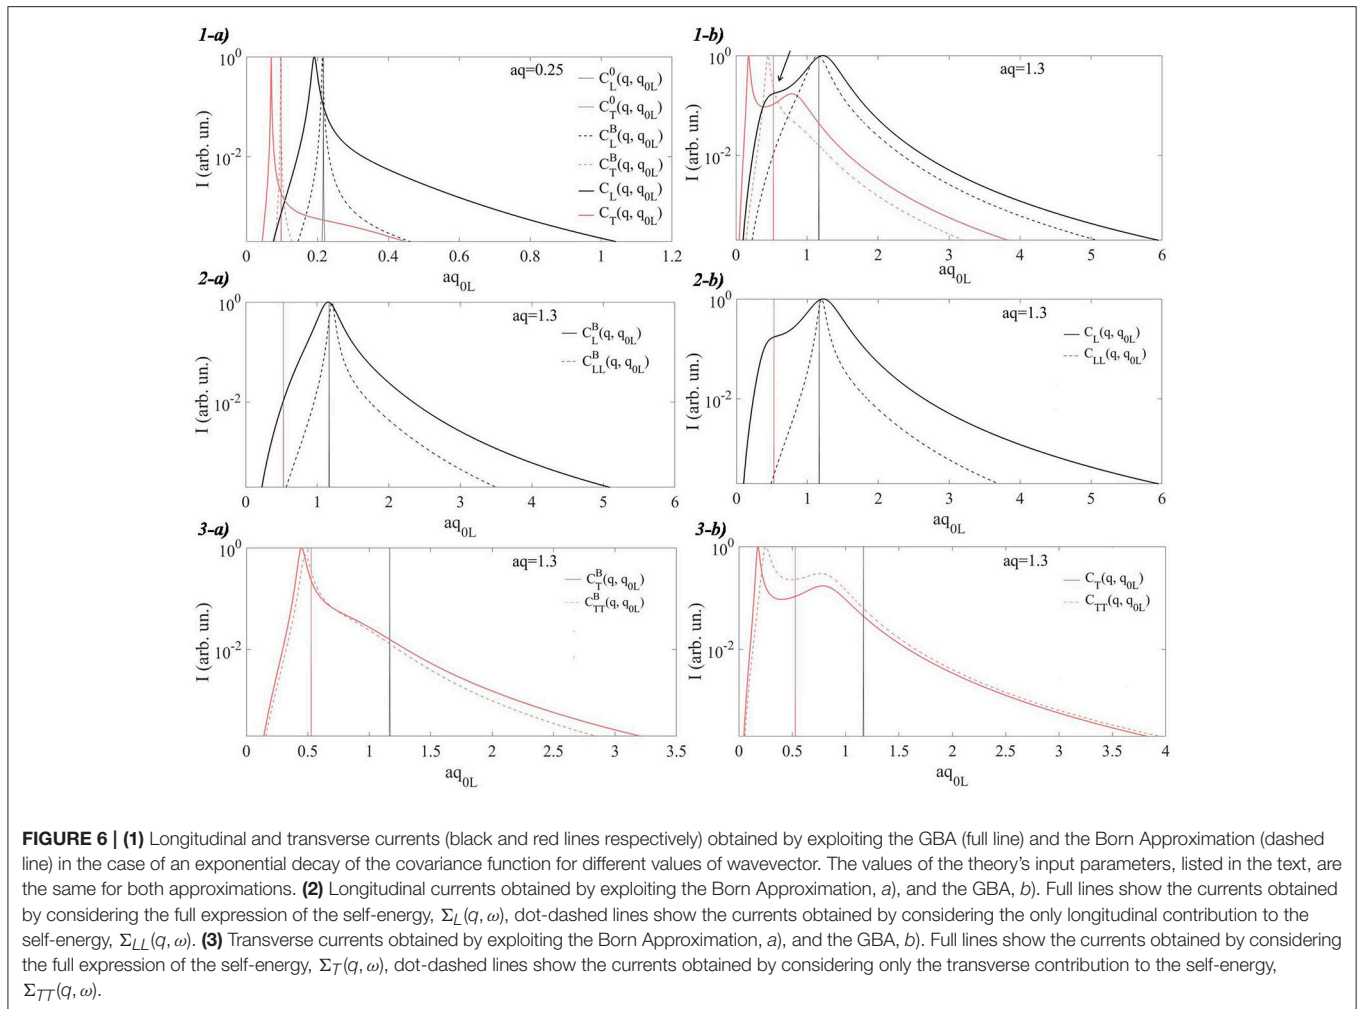 1-a)
10^0
10^-2
I (arb. un.)
aq=0.25
C_L^0(q, q_0L)
C_T^0(q, q_0L)
C_L^B(q, q_0L)
C_T^B(q, q_0L)
C_L(q, q_0L)
C_T(q, q_0L)
0 0.2 0.4 0.6 0.8 1 1.2
aq_0L
1-b)
10^0
10^-2
I (arb. un.)
aq=1.3
0 1 2 3 4 5 6
aq_0L
2-a)
10^0
10^-2
I (arb. un.)
aq=1.3
C_L^B(q, q_0L)
C_LL^B(q, q_0L)
0 1 2 3 4 5 6
aq_0L
2-b)
10^0
10^-2
I (arb. un.)
aq=1.3
C_L(q, q_0L)
C_LL(q, q_0L)
0 1 2 3 4 5 6
aq_0L
3-a)
10^0
10^-2
I (arb. un.)
aq=1.3
C_T^B(q, q_0L)
C_TT^B(q, q_0L)
0 0.5 1 1.5 2 2.5 3 3.5
aq_0L
3-b)
10^0
10^-2
I (arb. un.)
aq=1.3
C_T(q, q_0L)
C_TT(q, q_0L)
0 0.5 1 1.5 2 2.5 3 3.5 4
aq_0L
FIGURE 6 | (1) Longitudinal and transverse currents (black and red lines respectively) obtained by exploiting the GBA (full line) and the Born Approximation (dashed
line) in the case of an exponential decay of the covariance function for different values of wavevector. The values of the theory's input parameters, listed in the text, are
the same for both approximations. (2) Longitudinal currents obtained by exploiting the Born Approximation, a), and the GBA, b). Full lines show the currents obtained
by considering the full expression of the self-energy, Σ_L(q, ω), dot-dashed lines show the currents obtained by considering the only longitudinal contribution to the
self-energy, Σ_LL(q, ω). (3) Transverse currents obtained by exploiting the Born Approximation, a), and the GBA, b). Full lines show the currents obtained by considering
the full expression of the self-energy, Σ_T(q, ω), dot-dashed lines show the currents obtained by considering only the transverse contribution to the self-energy,
Σ_TT(q, ω).